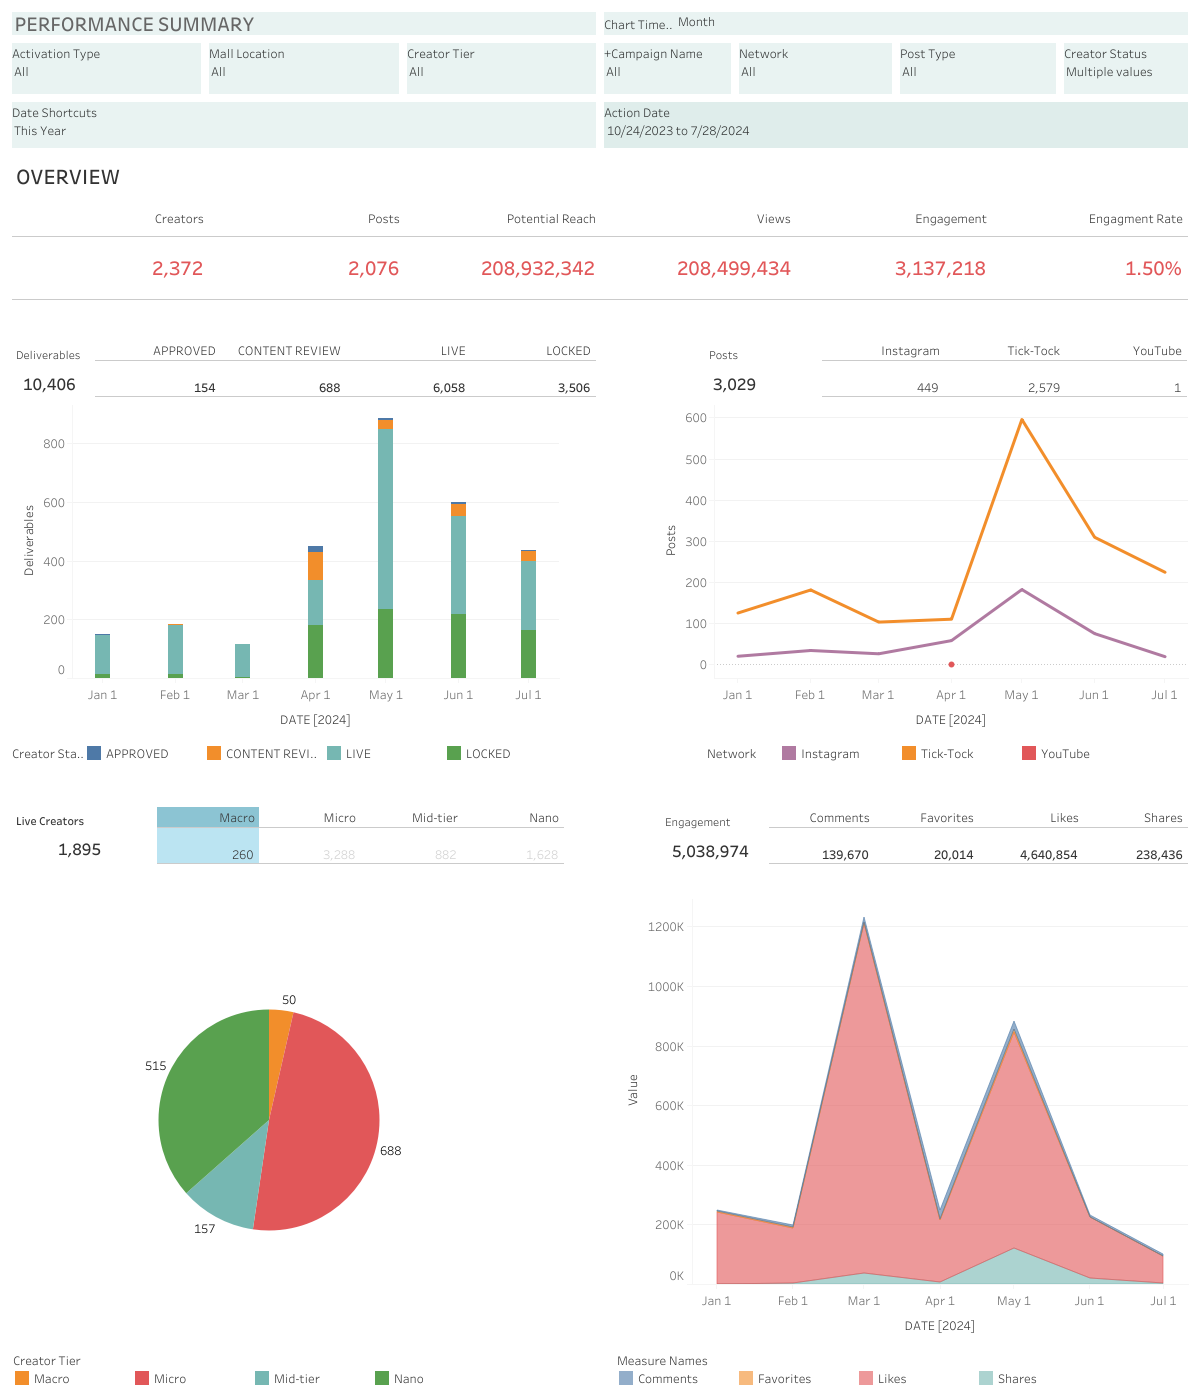 PERFORMANCE SUMMARY
Chart Time.. Month
Activation Type
All
Mall Location
All
Creator Tier
All
+Campaign Name
All
Network
All
Post Type
All
Creator Status
Multiple values
Date Shortcuts
This Year
Action Date
10/24/2023 to 7/28/2024
OVERVIEW
Creators Posts Potential Reach Views Engagement Engagment Rate
2,372 2,076 208,932,342 208,499,434 3,137,218 1.50%
Deliverables APPROVED CONTENT REVIEW LIVE LOCKED
10,406 154 688 6,058 3,506
800
600
400
200
0
Deliverables
Jan 1 Feb 1 Mar 1 Apr 1 May 1 Jun 1 Jul 1
DATE [2024]
Creator Sta.. APPROVED CONTENT REVI.. LIVE LOCKED
Posts Instagram Tick-Tock YouTube
3,029 449 2,579 1
600
500
400
300
200
100
0
Posts
Jan 1 Feb 1 Mar 1 Apr 1 May 1 Jun 1 Jul 1
DATE [2024]
Network Instagram Tick-Tock YouTube
Live Creators Macro Micro Mid-tier Nano
1,895 260 3,288 882 1,628
50
515
688
157
Creator Tier
Macro Micro Mid-tier Nano
Engagement Comments Favorites Likes Shares
5,038,974 139,670 20,014 4,640,854 238,436
1200K
1000K
800K
600K
400K
200K
0K
Value
Jan 1 Feb 1 Mar 1 Apr 1 May 1 Jun 1 Jul 1
DATE [2024]
Measure Names
Comments Favorites Likes Shares